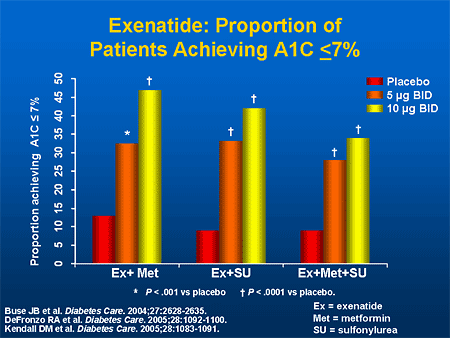 Exenatide: Proportion of
Patients Achieving A1C ≤7%
Proportion achieving A1C ≤ 7%
50
45
40
35
30
25
20
15
10
5
0
*
†
†
†
†
†
Placebo
5 µg BID
10 µg BID
Ex+ Met
Ex+SU
Ex+Met+SU
* P < .001 vs placebo † P < .0001 vs placebo.
Buse JB et al. Diabetes Care. 2004;27:2628-2635.
DeFronzo RA et al. Diabetes Care. 2005;28:1092-1100.
Kendall DM et al. Diabetes Care. 2005;28:1083-1091.
Ex = exenatide
Met = metformin
SU = sulfonylurea